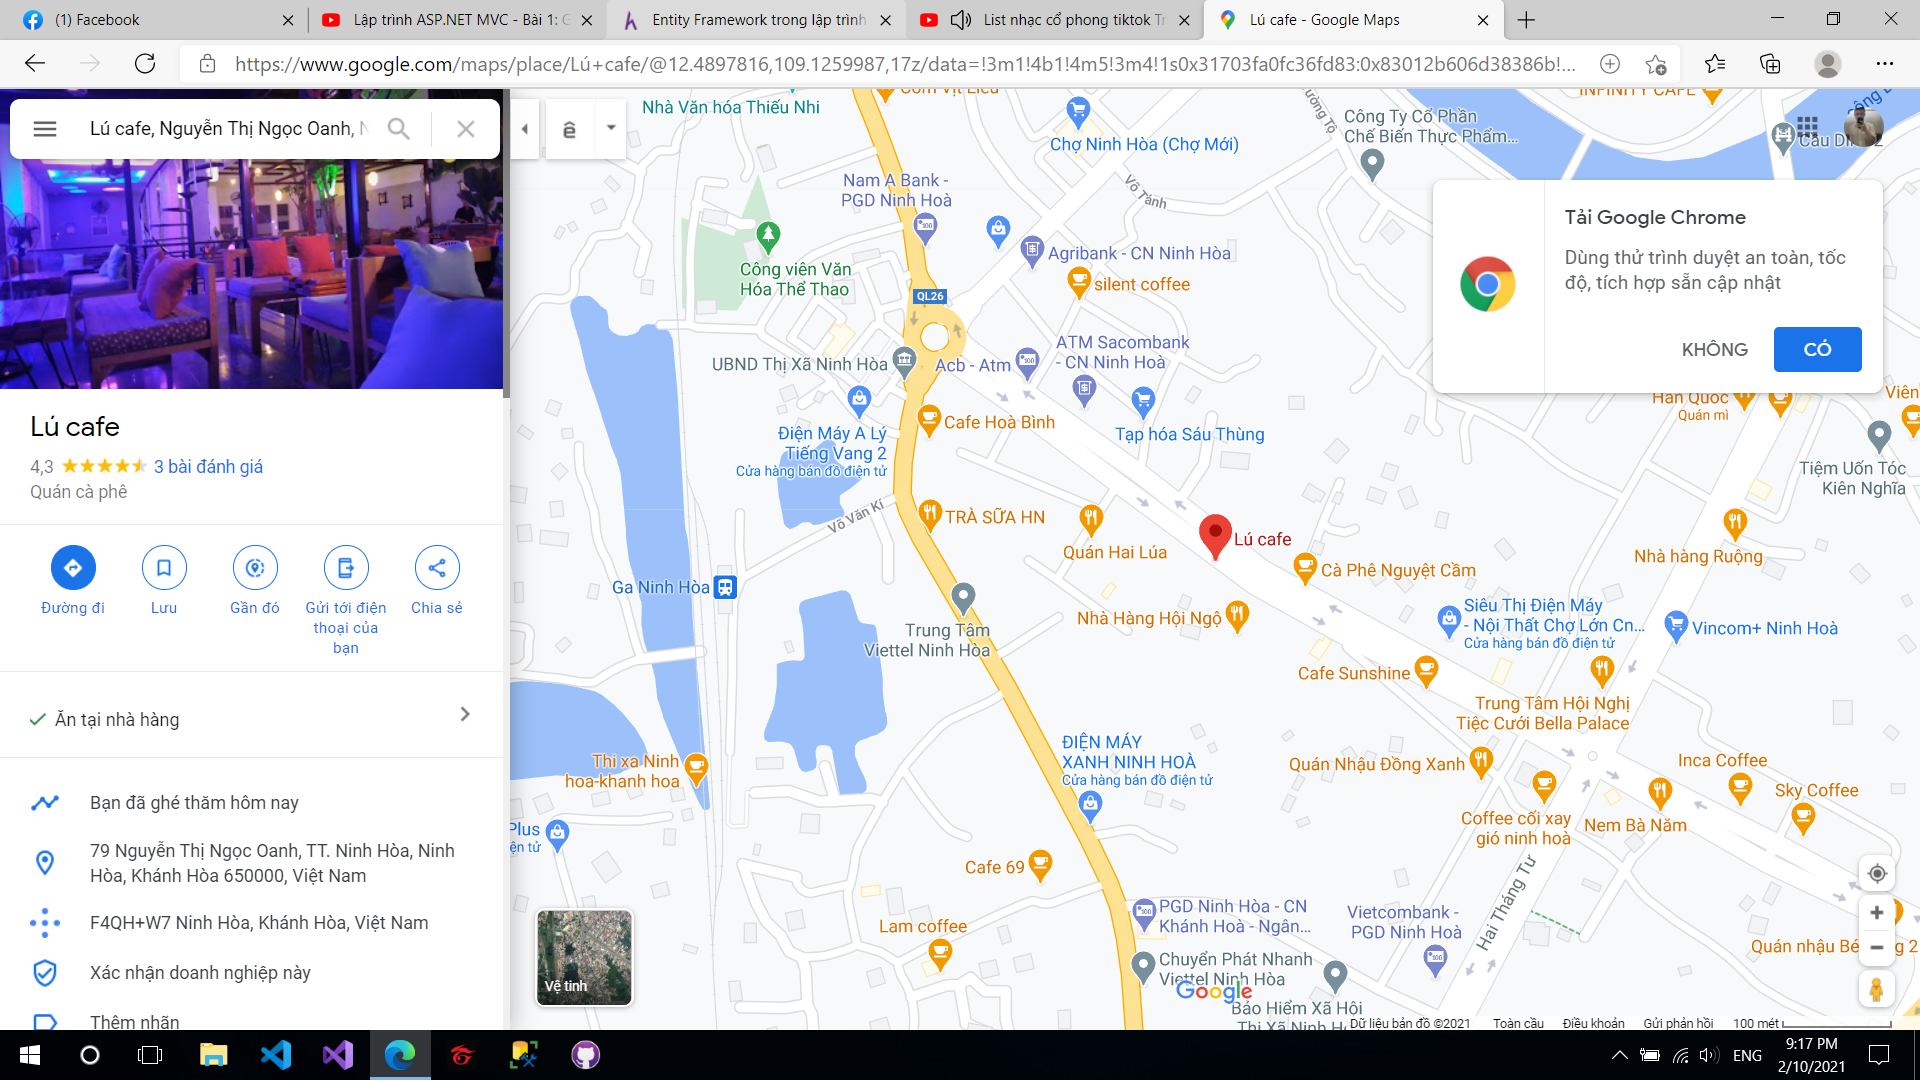 (1) Facebook
Lập trình ASP.NET MVC - Bài 1: G
Entity Framework trong lập trình
List nhạc cổ phong tiktok Tr
Lú cafe - Google Maps
https://www.google.com/maps/place/Lú+cafe/@12.4897816,109.1259987,17z/data=!3m1!4b1!4m5!3m4!1s0x31703fa0fc36fd83:0x83012b606d38386b!...
Lú cafe, Nguyễn Thị Ngọc Oanh, N
Lú cafe
4,3
3 bài đánh giá
Quán cà phê
Đường đi
Lưu
Gần đó
Gửi tới điện
thoại của
bạn
Chia sẻ
Ăn tại nhà hàng
Bạn đã ghé thăm hôm nay
79 Nguyễn Thị Ngọc Oanh, TT. Ninh Hòa, Ninh
Hòa, Khánh Hòa 650000, Việt Nam
F4QH+W7 Ninh Hòa, Khánh Hòa, Việt Nam
Xác nhận doanh nghiệp này
Thêm nhãn
ê
Nhà Văn hóa Thiếu Nhi
Cơm Vịt Liễu
Chợ Ninh Hòa (Chợ Mới)
Công Ty Cổ Phần
Chế Biến Thực Phẩm...
INFINITY CAFE
Nam A Bank -
PGD Ninh Hoà
Võ Tánh
Agribank - CN Ninh Hòa
silent coffee
Công viên Văn
Hóa Thể Thao
QL26
UBND Thị Xã Ninh Hòa
Acb - Atm
ATM Sacombank
- CN Ninh Hoà
Tạp hóa Sáu Thùng
Cafe Hoà Bình
Điện Máy A Lý
Tiếng Vang 2
Cửa hàng bán đồ điện tử
Võ Văn Kí
TRÀ SỮA HN
Quán Hai Lúa
Lú cafe
Cà Phê Nguyệt Cầm
Ga Ninh Hòa
Nhà Hàng Hội Ngộ
Trung Tâm
Viettel Ninh Hòa
Cafe Sunshine
Siêu Thị Điện Máy
- Nội Thất Chợ Lớn Cn...
Cửa hàng bán đồ điện tử
Vincom+ Ninh Hoà
Nhà hàng Ruộng
Tiệm Uốn Tóc
Kiên Nghĩa
Viên
Hàn Quốc
Quán mì
Trung Tâm Hội Nghị
Tiệc Cưới Bella Palace
ĐIỆN MÁY
XANH NINH HOÀ
Cửa hàng bán đồ điện tử
Thi xa Ninh
hoa-khanh hoa
Quán Nhậu Đồng Xanh
Inca Coffee
Sky Coffee
Coffee cối xay
gió ninh hoà
Nem Bà Năm
Plus
ện tử
Cafe 69
Lam coffee
PGD Ninh Hòa - CN
Khánh Hoà - Ngân...
Vietcombank -
PGD Ninh Hoà
Hai Tháng Tư
Quán nhậu Bé
2
Chuyển Phát Nhanh
Viettel Ninh Hòa
Bảo Hiểm Xã Hội
Thị Xã Ninh
Tải Google Chrome
Dùng thử trình duyệt an toàn, tốc
độ, tích hợp sẵn cập nhật
KHÔNG
CÓ
Vệ tinh
Google
Dữ liệu bản đồ ©2021
Toàn cầu
Điều khoản
Gửi phản hồi
100 mét
ENG
9:17 PM
2/10/2021